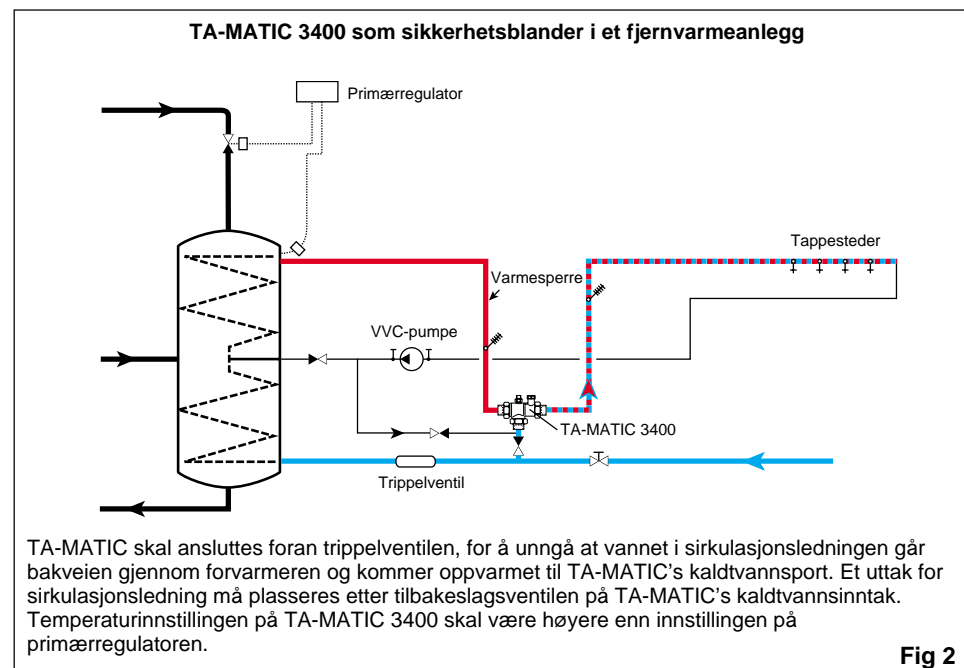 TA-MATIC 3400 som sikkerhetsblander i et fjernvarmeanlegg
Primærregulator
Tappesteder
Varmesperre
VVC-pumpe
TA-MATIC 3400
Trippelventil
TA-MATIC skal ansluttes foran trippelventilen, for å unngå at vannet i sirkulasjonsledningen går
bakveien gjennom forvarmeren og kommer oppvarmet til TA-MATIC's kaldtvannsport. Et uttak for
sirkulasjonsledning må plasseres etter tilbakeslagsventilen på TA-MATIC's kaldtvannsinntak.
Temperaturinnstillingen på TA-MATIC 3400 skal være høyere enn innstillingen på
primærregulatoren.
Fig 2